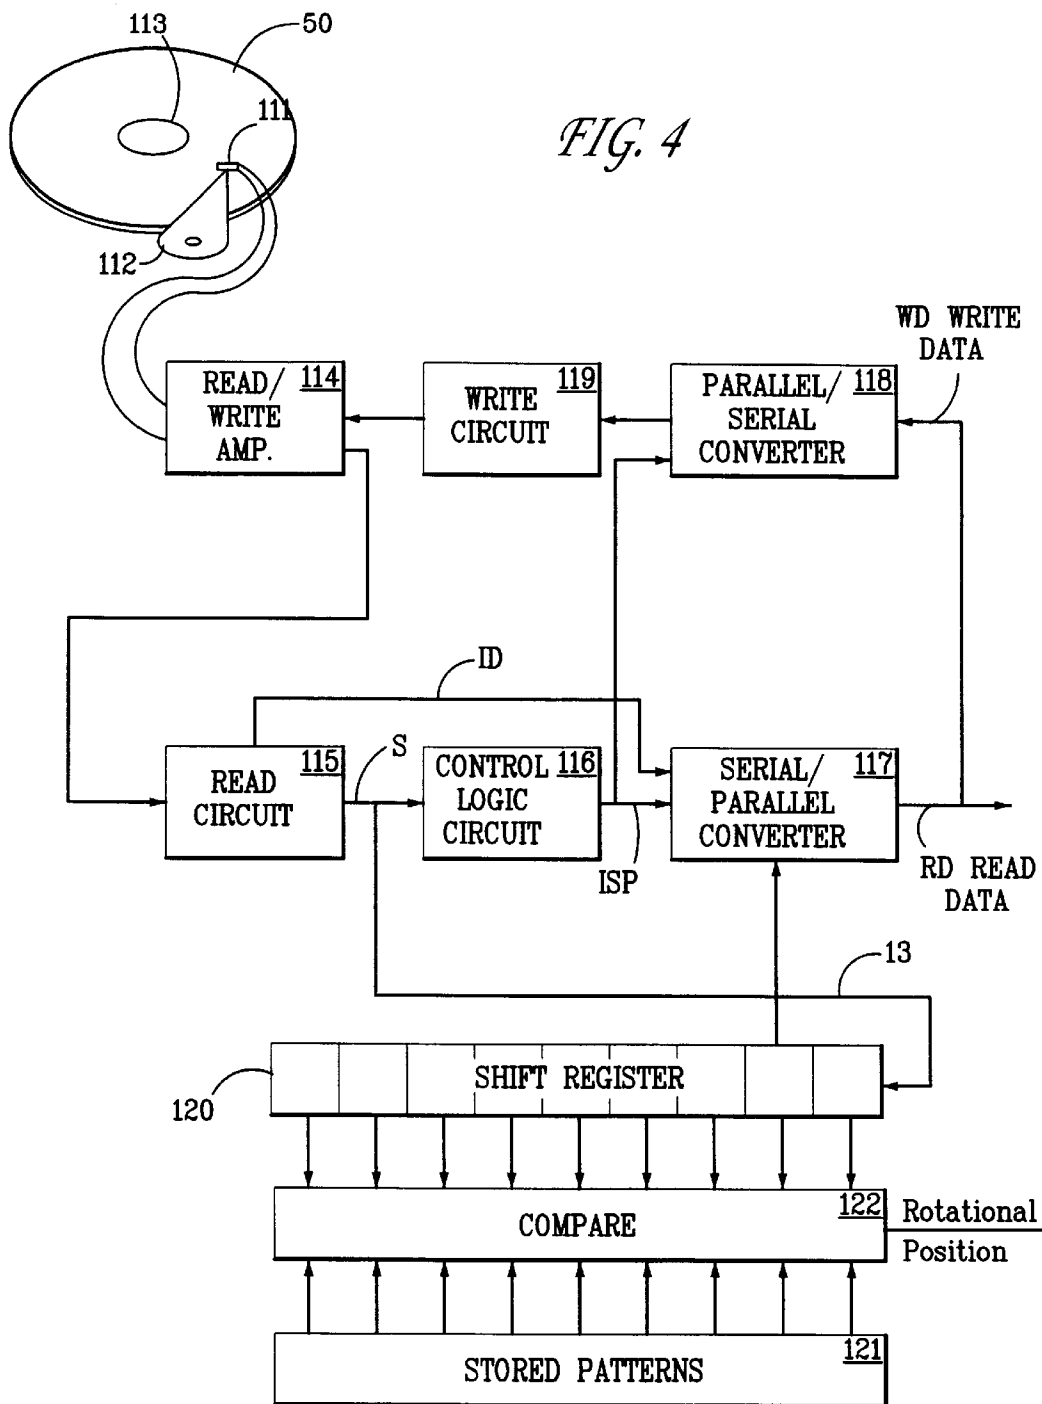 113
50
111
FIG. 4
112
WD WRITE
DATA
READ/
WRITE
AMP.
114
WRITE
CIRCUIT
119
PARALLEL/
SERIAL
CONVERTER
118
ID
READ
CIRCUIT
115
S
CONTROL
LOGIC
CIRCUIT
116
ISP
SERIAL/
PARALLEL
CONVERTER
117
RD READ
DATA
13
SHIFT REGISTER
120
COMPARE
122
Rotational
Position
STORED PATTERNS
121